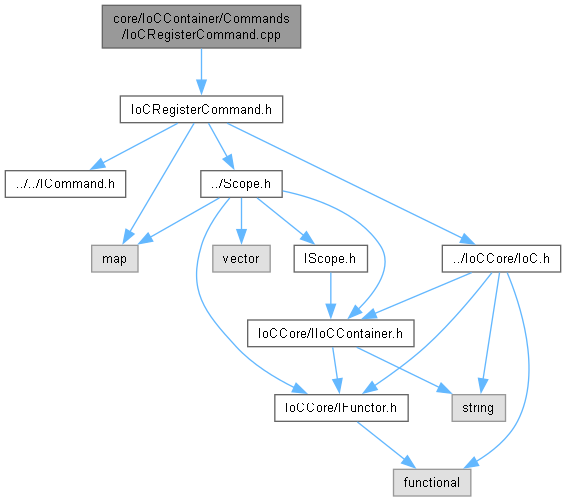 core/IoCContainer/Commands
/IoCRegisterCommand.cpp
IoCRegisterCommand.h
../../ICommand.h
../Scope.h
map
vector
IScope.h
../IoCCore/IoC.h
IoCCore/IIoCContainer.h
IoCCore/IFunctor.h
string
functional